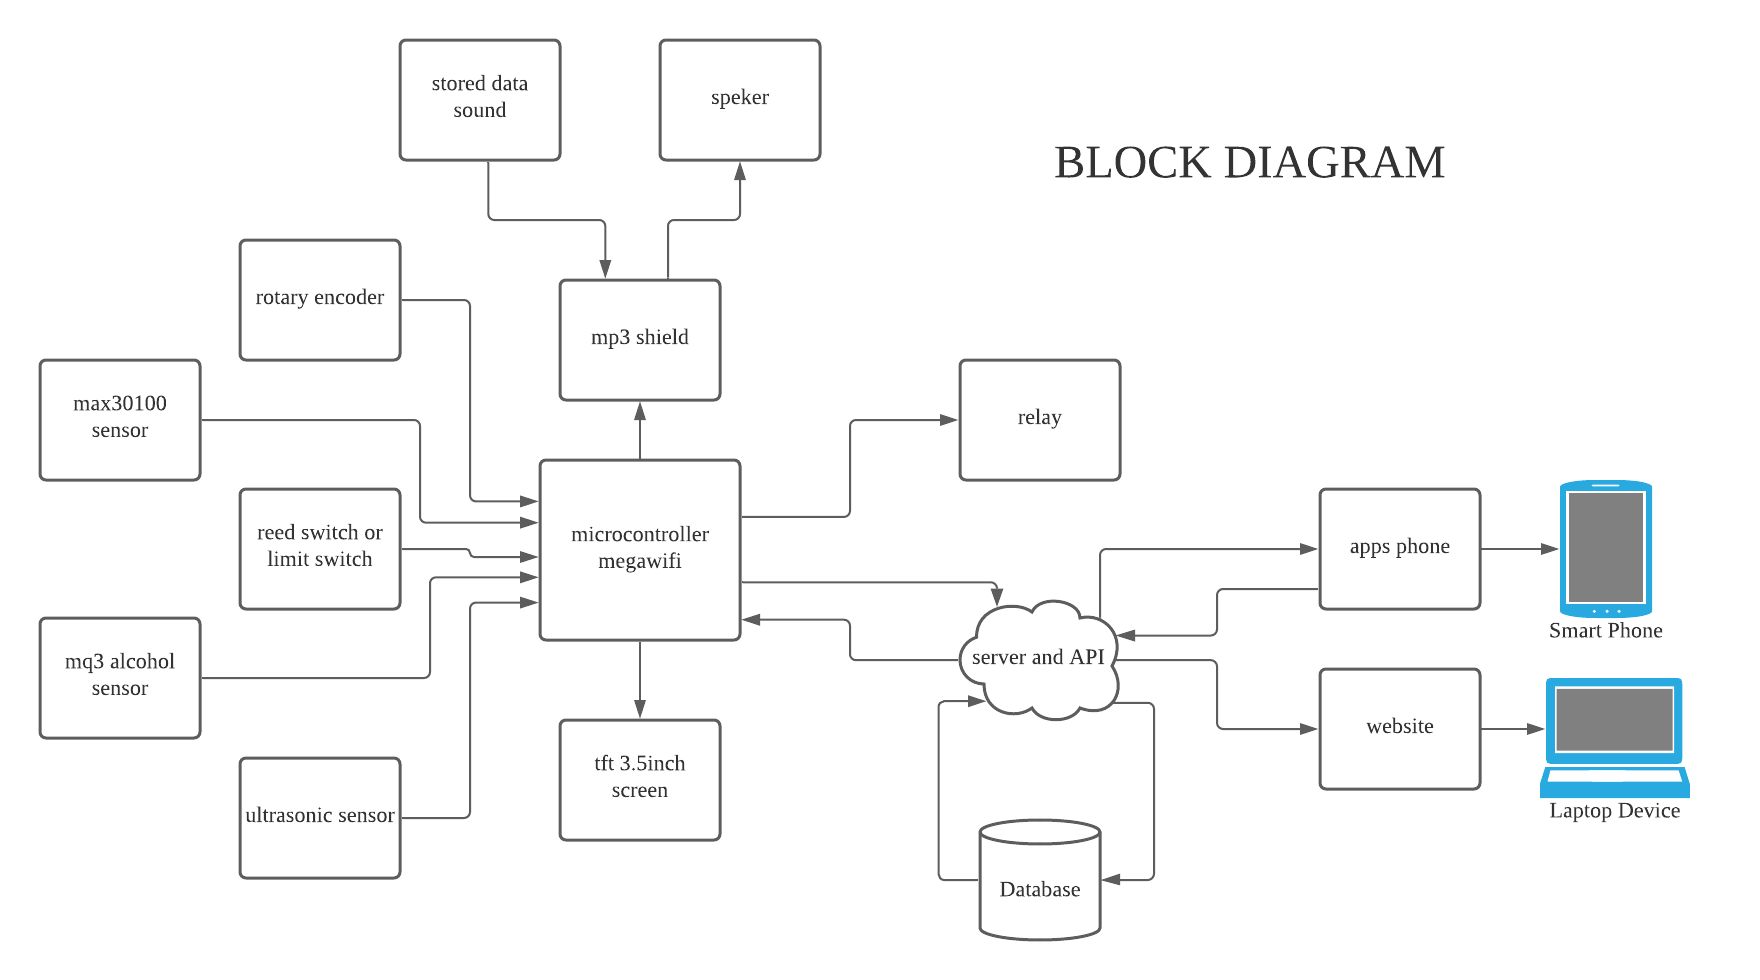 stored data
sound
speker
BLOCK DIAGRAM
rotary encoder
mp3 shield
max30100
sensor
relay
reed switch or
limit switch
microcontroller
megawifi
apps phone
Smart Phone
mq3 alcohol
sensor
server and API
website
tft 3.5inch
screen
ultrasonic sensor
Laptop Device
Database